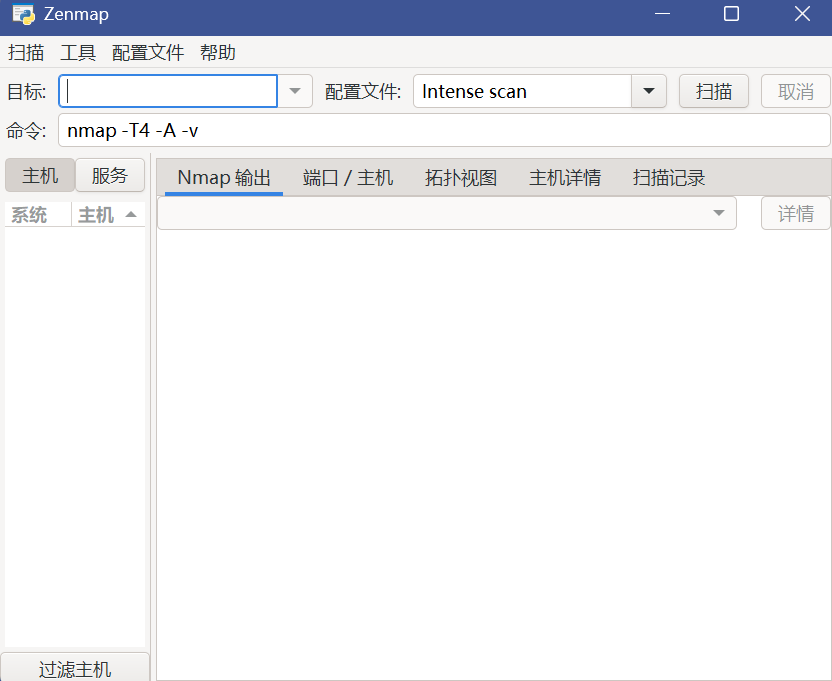 Zenmap
扫描 工具 配置文件 帮助
目标: 配置文件: Intense scan 扫描 取消
命令: nmap -T4 -A -v
主机 服务 Nmap 输出 端口 / 主机 拓扑视图 主机详情 扫描记录
系统 主机 详情
过滤主机